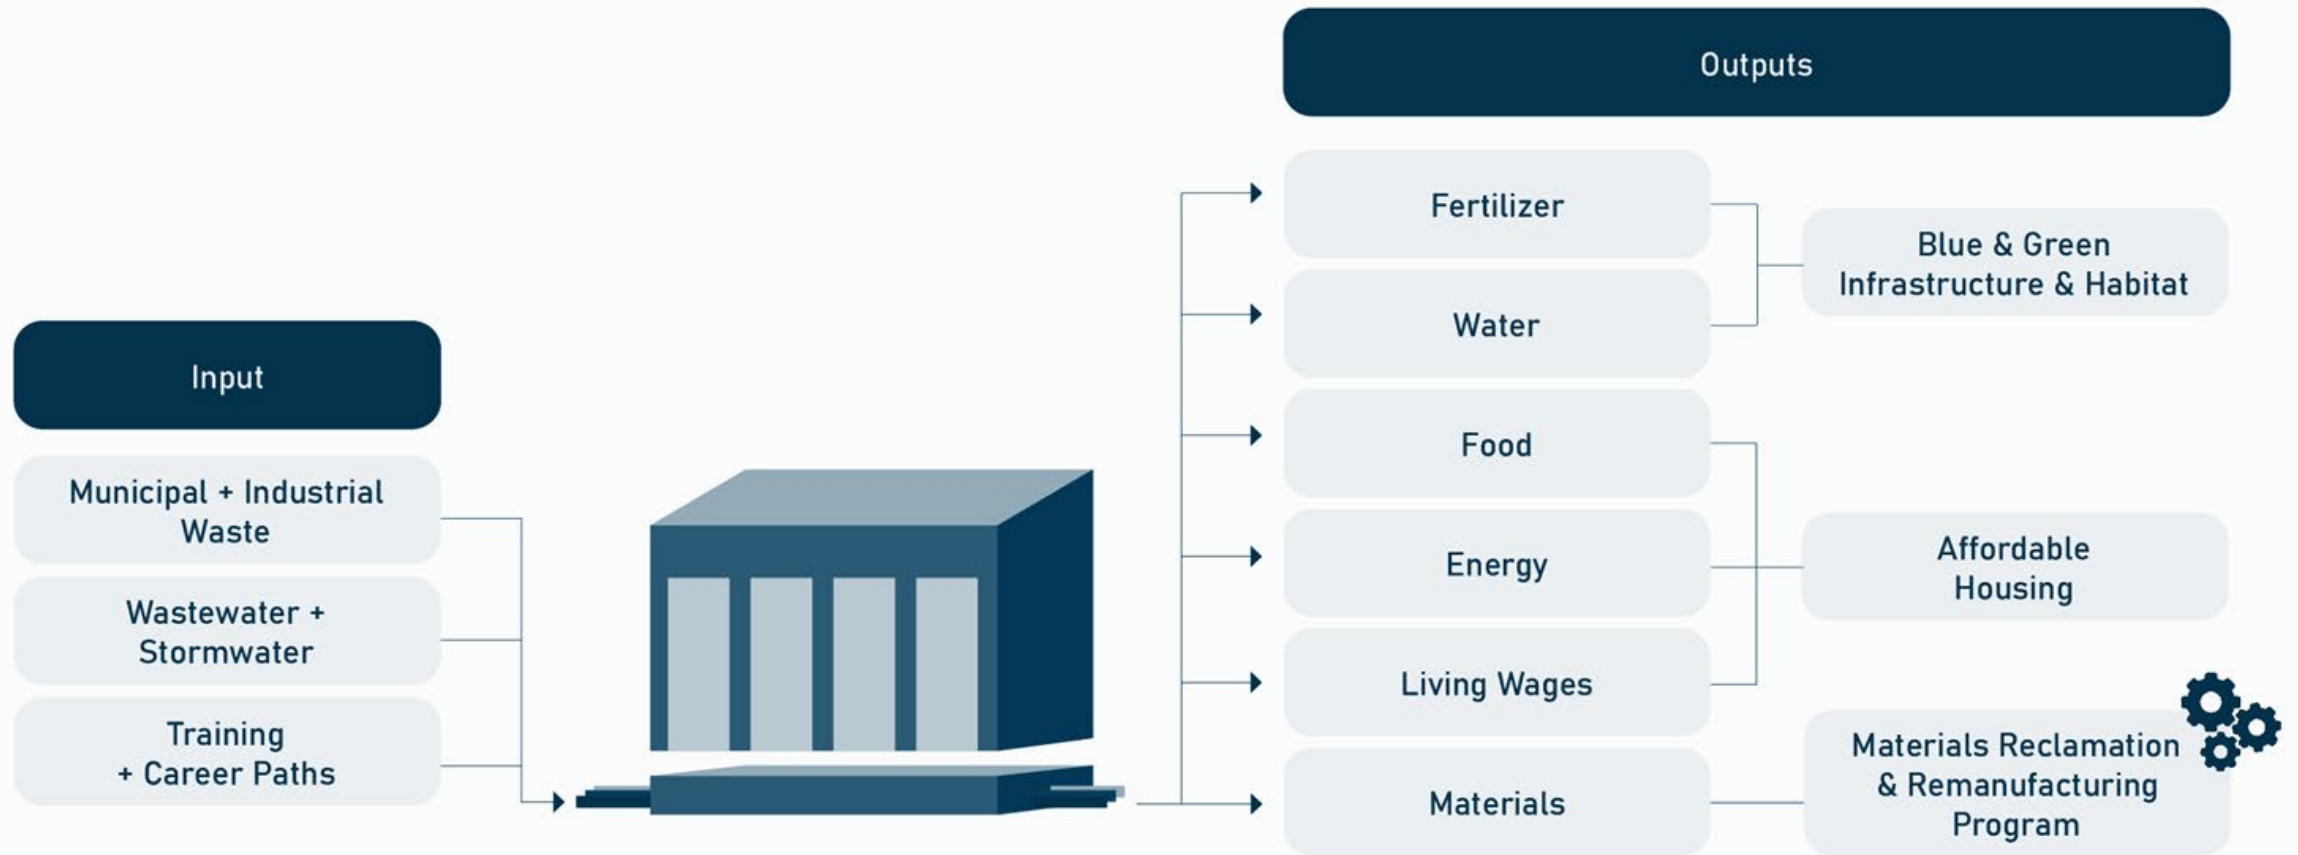 Input
Municipal + Industrial
Waste
Wastewater +
Stormwater
Training
+ Career Paths
Outputs
Fertilizer
Water
Food
Energy
Living Wages
Materials
Blue & Green
Infrastructure & Habitat
Affordable
Housing
Materials Reclamation
& Remanufacturing
Program